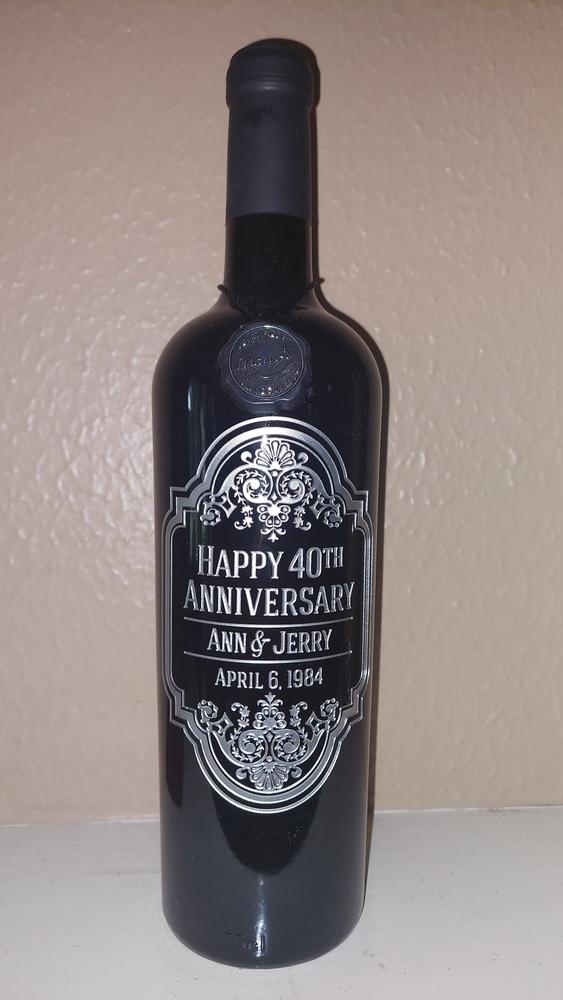 HAPPY 40TH
ANNIVERSARY
ANN & JERRY
APRIL 6, 1984